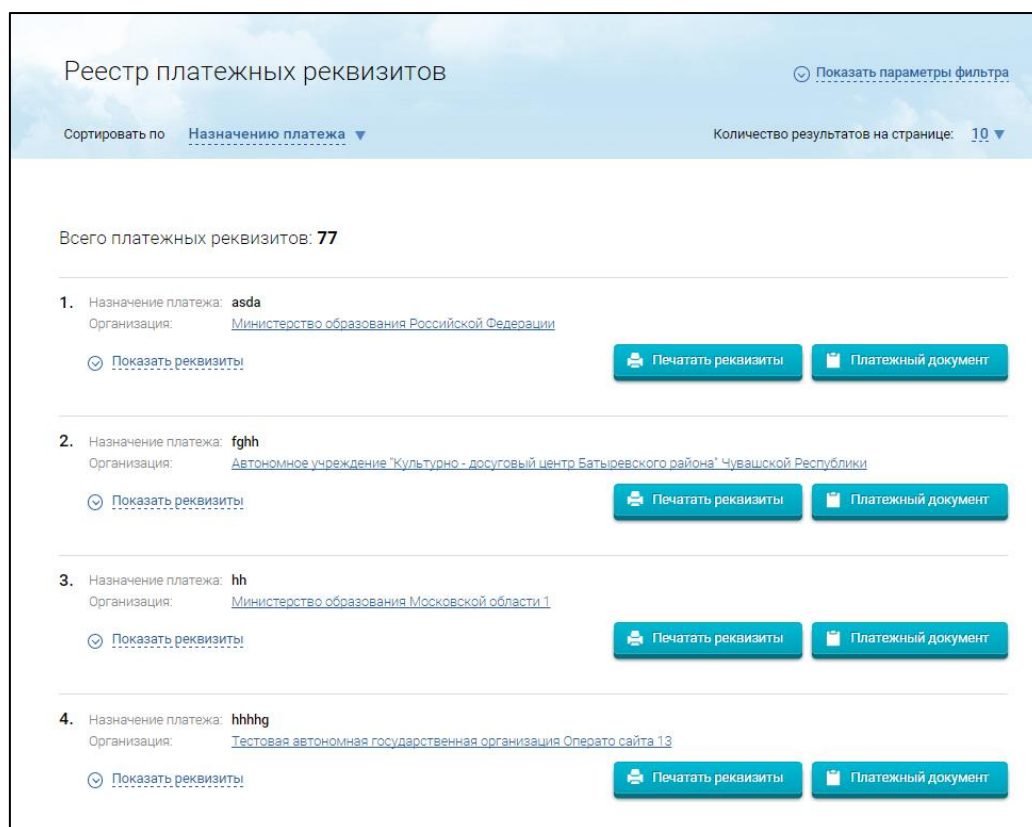 Реестр платежных реквизитов
Показать параметры фильтра
Сортировать по Назначению платежа
Количество результатов на странице: 10
Всего платежных реквизитов: 77
1. Назначение платежа: asda
Организация: Министерство образования Российской Федерации
Показать реквизиты
Печатать реквизиты
Платежный документ
2. Назначение платежа: fghh
Организация: Автономное учреждение "Культурно - досуговый центр Батыревского района" Чувашской Республики
Показать реквизиты
Печатать реквизиты
Платежный документ
3. Назначение платежа: hh
Организация: Министерство образования Московской области 1
Показать реквизиты
Печатать реквизиты
Платежный документ
4. Назначение платежа: hhhhg
Организация: Тестовая автономная государственная организация Операто сайта 13
Показать реквизиты
Печатать реквизиты
Платежный документ